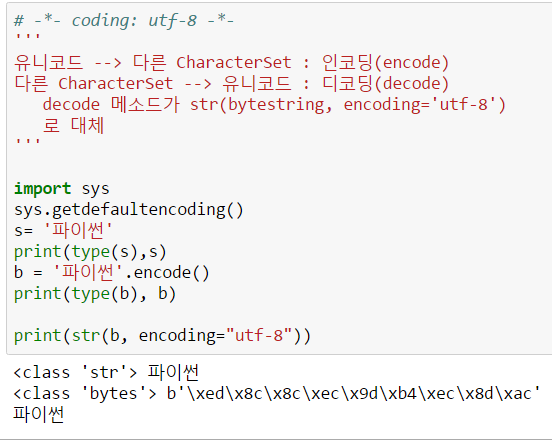 # -*- coding: utf-8 -*-
'''
유니코드 --> 다른 CharacterSet : 인코딩(encode)
다른 CharacterSet --> 유니코드 : 디코딩(decode)
   decode 메소드가 str(bytestring, encoding='utf-8')
   로 대체
'''

import sys
sys.getdefaultencoding()
s= '파이썬'
print(type(s),s)
b = '파이썬'.encode()
print(type(b), b)

print(str(b, encoding="utf-8"))
<class 'str'> 파이썬
<class 'bytes'> b'\xed\x8c\x8c\xec\x9d\xb4\xec\x8d\xac'
파이썬